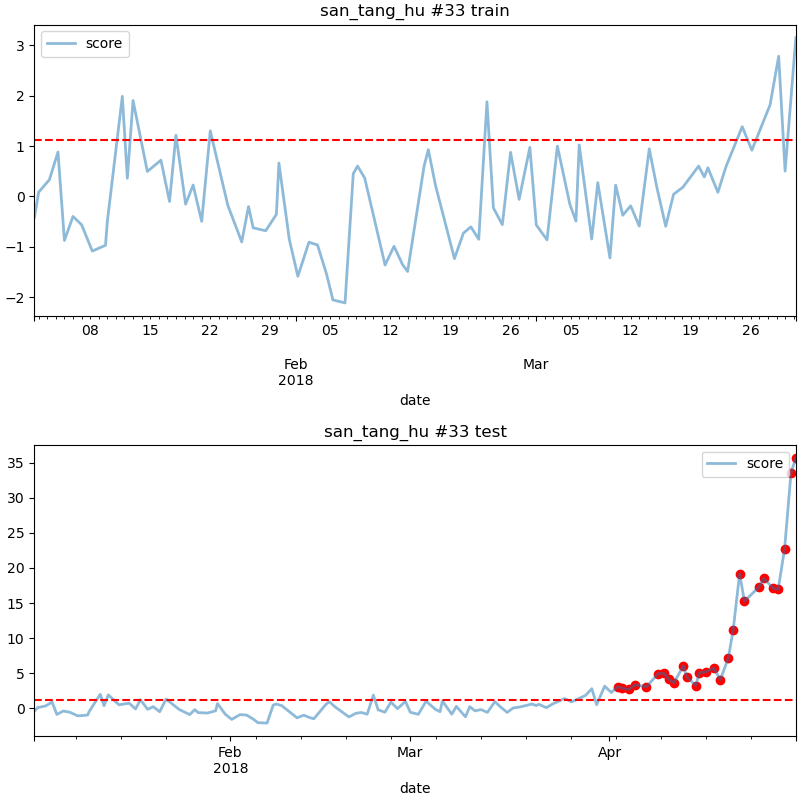 san_tang_hu #33 train
score
3
2
1
0
−1
−2
08 15 22 29 05 12 19 26 05 12 19 26
Feb Mar
2018
date
san_tang_hu #33 test
score
35
30
25
20
15
10
5
0
Feb Mar Apr
2018
date